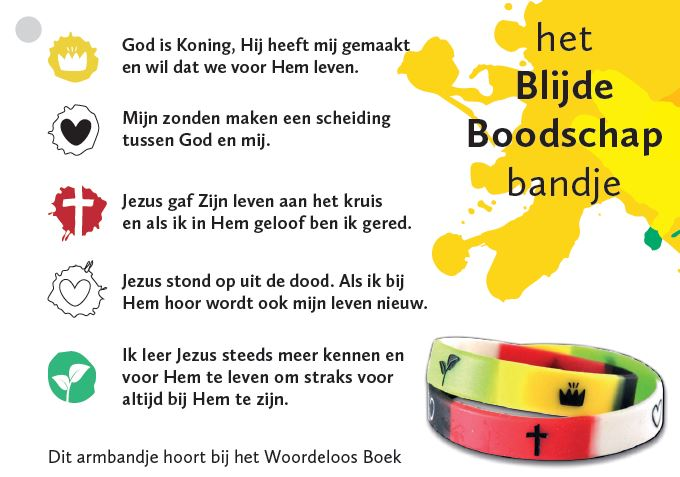 het
Blijde
Boodschap
bandje
God is Koning, Hij heeft mij gemaakt
en wil dat we voor Hem leven.
Mijn zonden maken een scheiding
tussen God en mij.
Jezus gaf Zijn leven aan het kruis
en als ik in Hem geloof ben ik gered.
Jezus stond op uit de dood. Als ik bij
Hem hoor wordt ook mijn leven nieuw.
Ik leer Jezus steeds meer kennen en
voor Hem te leven om straks voor
altijd bij Hem te zijn.
Dit armbandje hoort bij het Woordeloos Boek